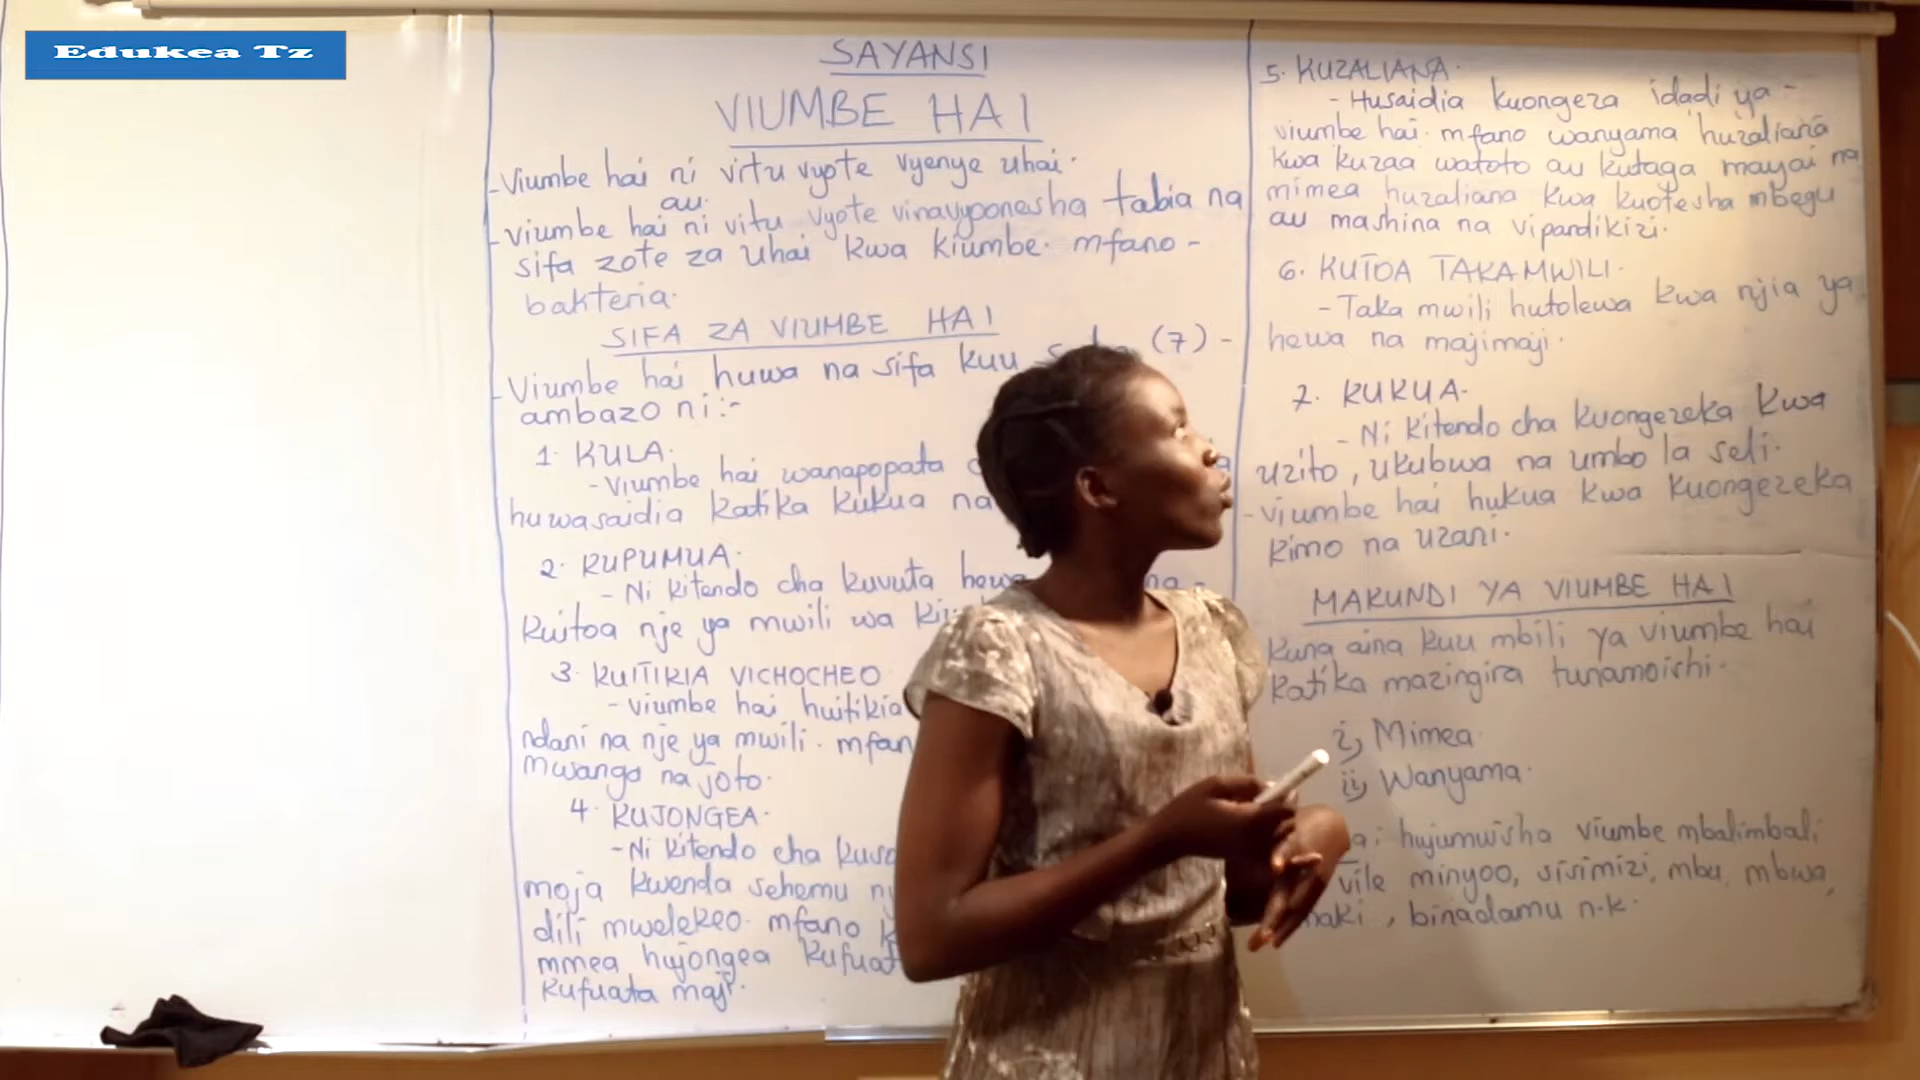 Edukea Tz
SAYANSI
VIUMBE HAI
- Viumbe hai ni virtu vyote vyenye uhai.
au.
- viumbe hai ni vitu vyote vinavyoonesha tabia na
sifa zote za uhai kwa kiumbe. mfano -
bakteria.
SIFA ZA VIUMBE HAI
- Viumbe hai huwa na sifa kuu (7) -
ambazo ni :-
1. KULA.
- Viumbe hai wanapopata
huwasaidia katika kukua na
2. KUPUMUA.
- Ni kitendo cha kuvuta hewa na -
kuitoa nje ya mwili wa
3. KUITIKIA VICHOCHEO
- viumbe hai huitikia
ndani na nje ya mwili. mfan
mwanga na joto.
4. KUJONGEA.
- Ni kitendo cha
moja kwenda sehemu
dili mwelekeo. mfano
mmea hujongea
kufuata maji.
5. KUZALIANA.
- Husaidia kuongeza idadi ya -
viumbe hai. mfano wanyama huzaliana
kwa kuzaa watoto au kutaga mayai na
mimea huzaliana kwa kuotesha mbegu
au mashina na vipandikizi.
6. KUTOA TAKAMWILI.
- Taka mwili hutolewa kwa njia ya
hewa na majimaji.
7. KUKUA.
- Ni kitendo cha kuongezeka kwa
uzito, ukubwa na umbo la seli.
- viumbe hai hukua kwa kuongezeka
kimo na uzani.
MAKUNDI YA VIUMBE HAI
Kuna aina kuu mbili ya viumbe hai
katika mazingira tunamoishi.
i) Mimea.
ii) Wanyama.
hujumuisha viumbe mbalimbali
vile minyoo, sisimizi, mbu, mbwa,
binadamu n.k.